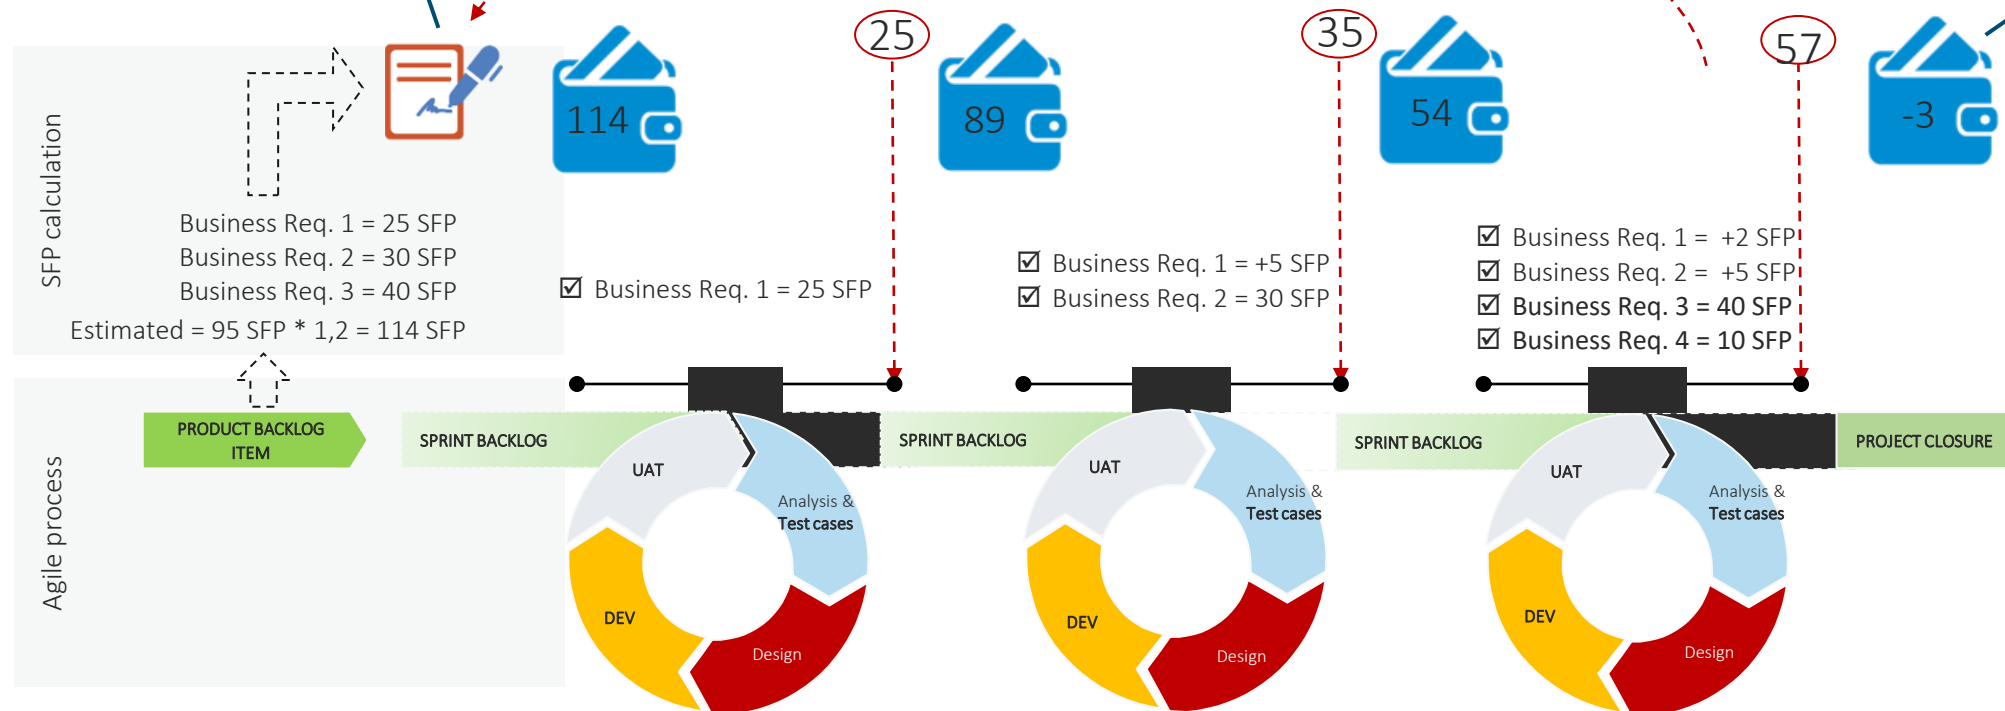 SFP calculation
Business Req. 1 = 25 SFP
Business Req. 2 = 30 SFP
Business Req. 3 = 40 SFP
Estimated = 95 SFP * 1,2 = 114 SFP
114
25
89
35
54
57
-3
Business Req. 1 = 25 SFP
Business Req. 1 = +5 SFP
Business Req. 2 = 30 SFP
Business Req. 1 = +2 SFP
Business Req. 2 = +5 SFP
Business Req. 3 = 40 SFP
Business Req. 4 = 10 SFP
Agile process
PRODUCT BACKLOG
ITEM
SPRINT BACKLOG
SPRINT BACKLOG
SPRINT BACKLOG
PROJECT CLOSURE
UAT
Analysis &
Test cases
DEV
Design
UAT
Analysis &
Test cases
DEV
Design
UAT
Analysis &
Test cases
DEV
Design